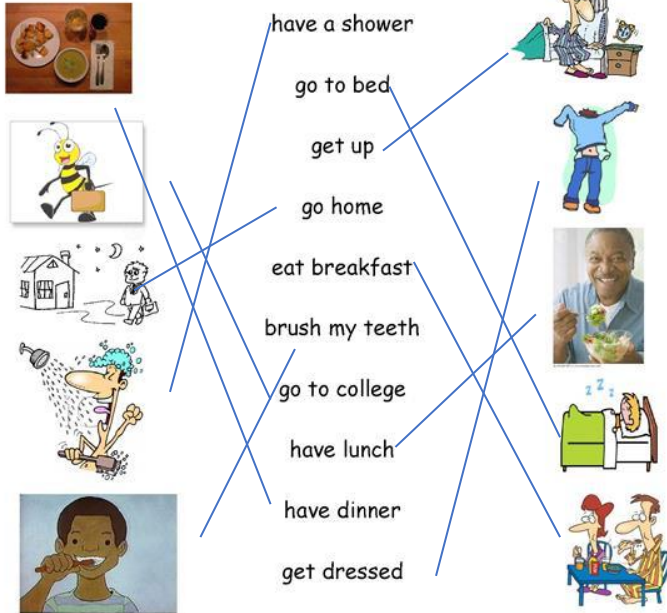 have a shower
go to bed
get up
go home
eat breakfast
brush my teeth
go to college
have lunch
have dinner
get dressed
z z z